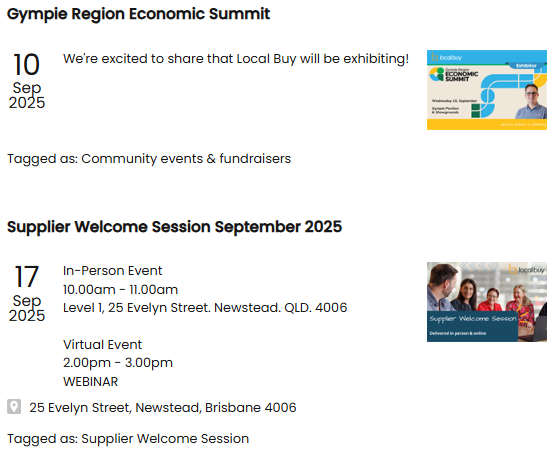 Gympie Region Economic Summit
10
Sep
2025
We're excited to share that Local Buy will be exhibiting!
localbuy
Exhibitor
Gympie Region
ECONOMIC
SUMMIT
Wednesday 10, September
Gympie Pavilion
& Showgrounds
Tagged as: Community events & fundraisers
Supplier Welcome Session September 2025
17
Sep
2025
In-Person Event
10.00am - 11.00am
Level 1, 25 Evelyn Street. Newstead. QLD. 4006
Virtual Event
2.00pm - 3.00pm
WEBINAR
localbuy
Supplier Welcome Session
Delivered in person & online
25 Evelyn Street, Newstead, Brisbane 4006
Tagged as: Supplier Welcome Session